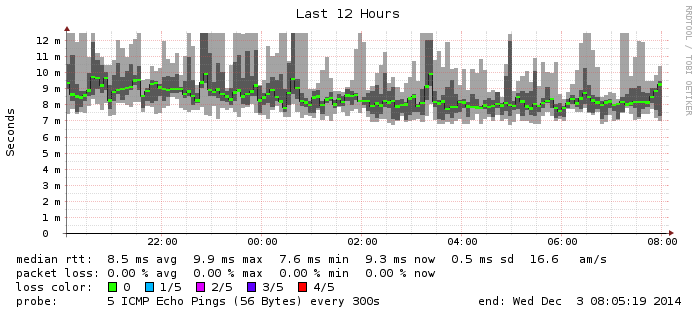 Last 12 Hours
RRDTOOL / TOBI OETIKER
Seconds
12 m
11 m
10 m
9 m
8 m
7 m
6 m
5 m
4 m
3 m
2 m
1 m
0
22:00 00:00 02:00 04:00 06:00 08:00
median rtt: 8.5 ms avg 9.9 ms max 7.6 ms min 9.3 ms now 0.5 ms sd 16.6 am/s
packet loss: 0.00 % avg 0.00 % max 0.00 % min 0.00 % now
loss color: 0 1/5 2/5 3/5 4/5
probe: 5 ICMP Echo Pings (56 Bytes) every 300s end: Wed Dec 3 08:05:19 2014